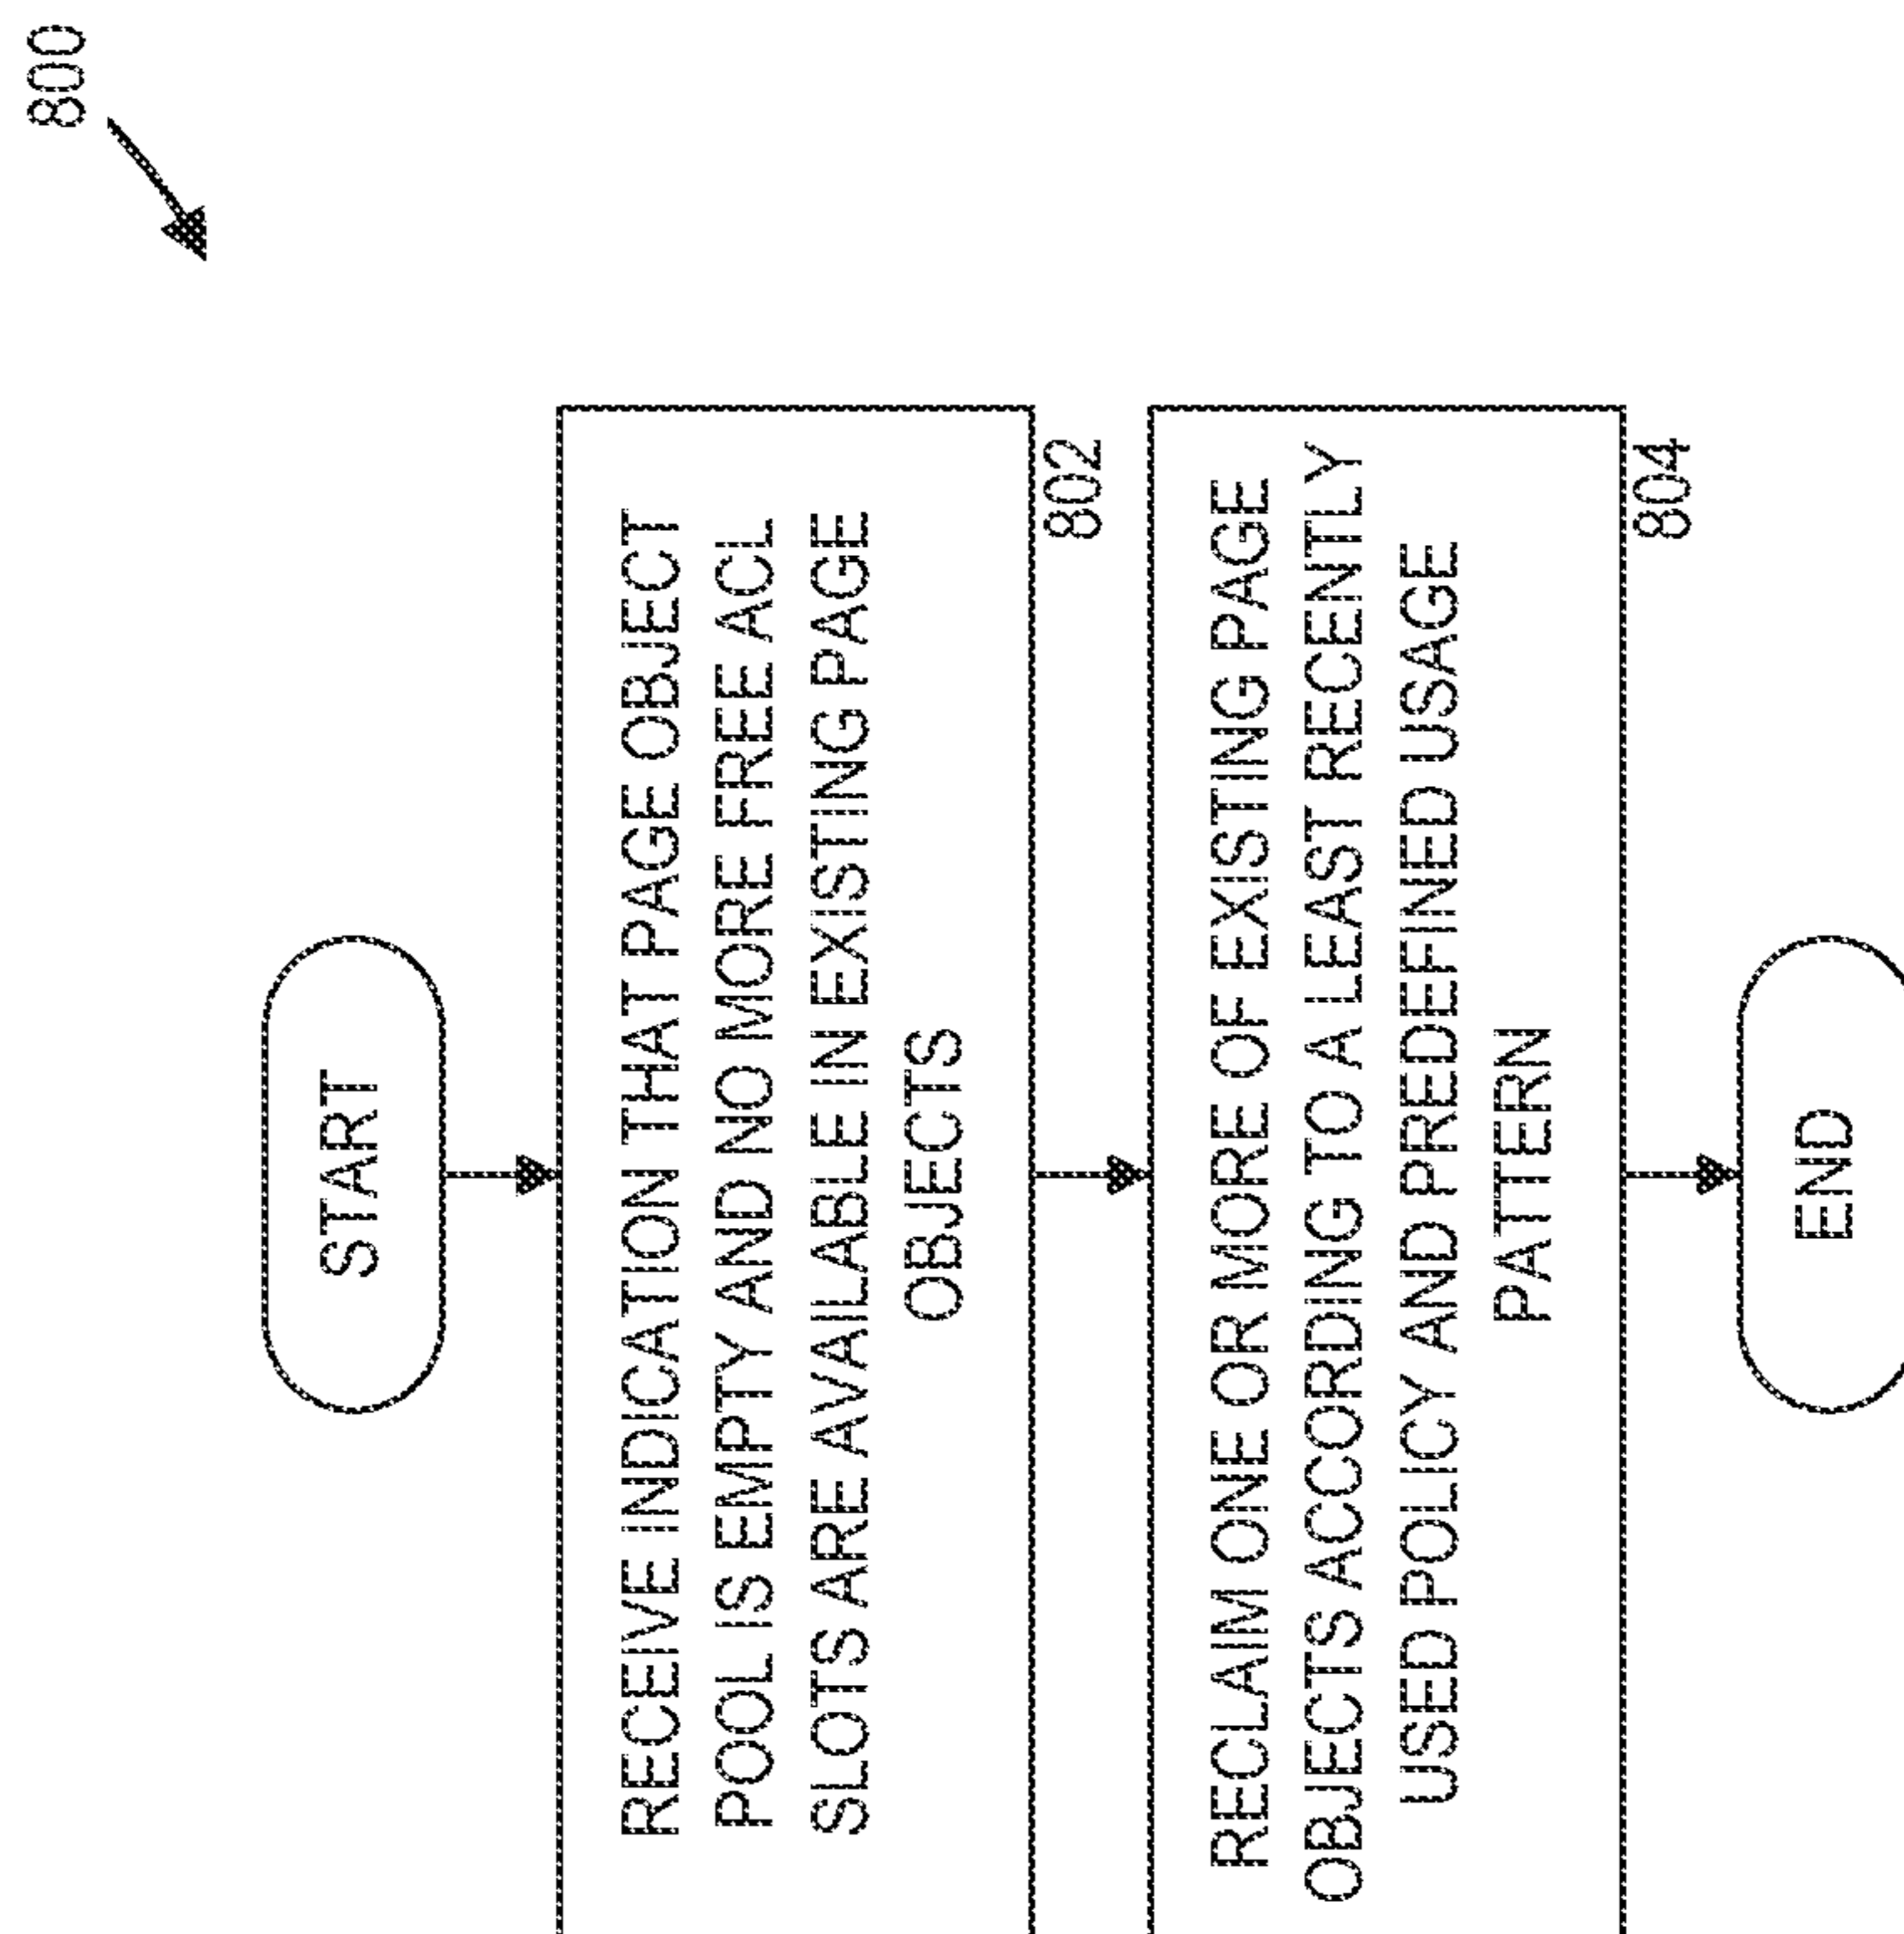 800
START
RECEIVE INDICATION THAT PAGE OBJECT
POOL IS EMPTY AND NO MORE FREE ACL
SLOTS ARE AVAILABLE IN EXISTING PAGE
OBJECTS
802
RECLAIM ONE OR MORE OF EXISTING PAGE
OBJECTS ACCORDING TO A LEAST RECENTLY
USED POLICY AND PREDEFINED USAGE
PATTERN
804
END